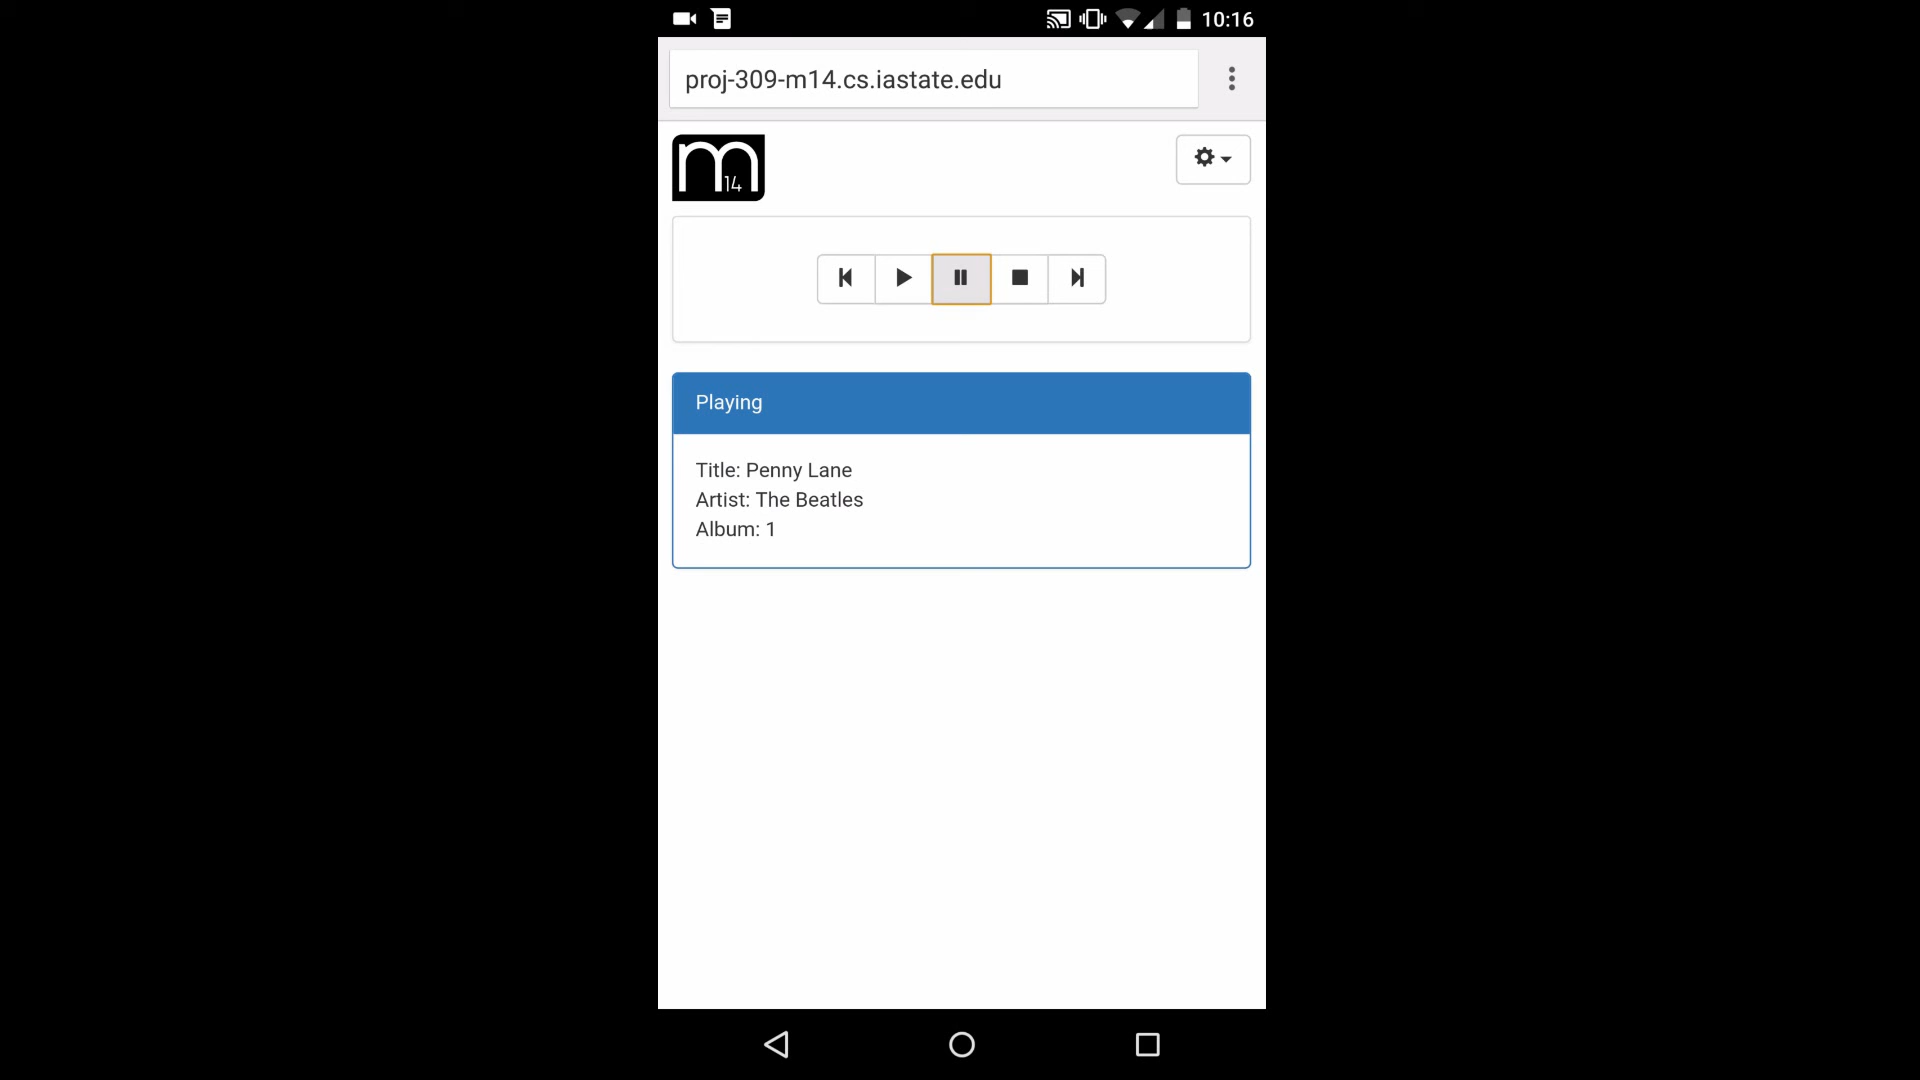 10:16
proj-309-m14.cs.iastate.edu
m
14
Playing
Title: Penny Lane
Artist: The Beatles
Album: 1